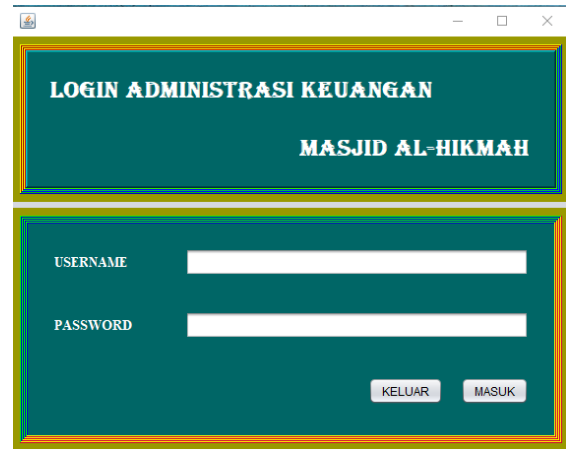 LOGIN ADMINISTRASI KEUANGAN
MASJID AL-HIKMAH
USERNAME
PASSWORD
KELUAR MASUK